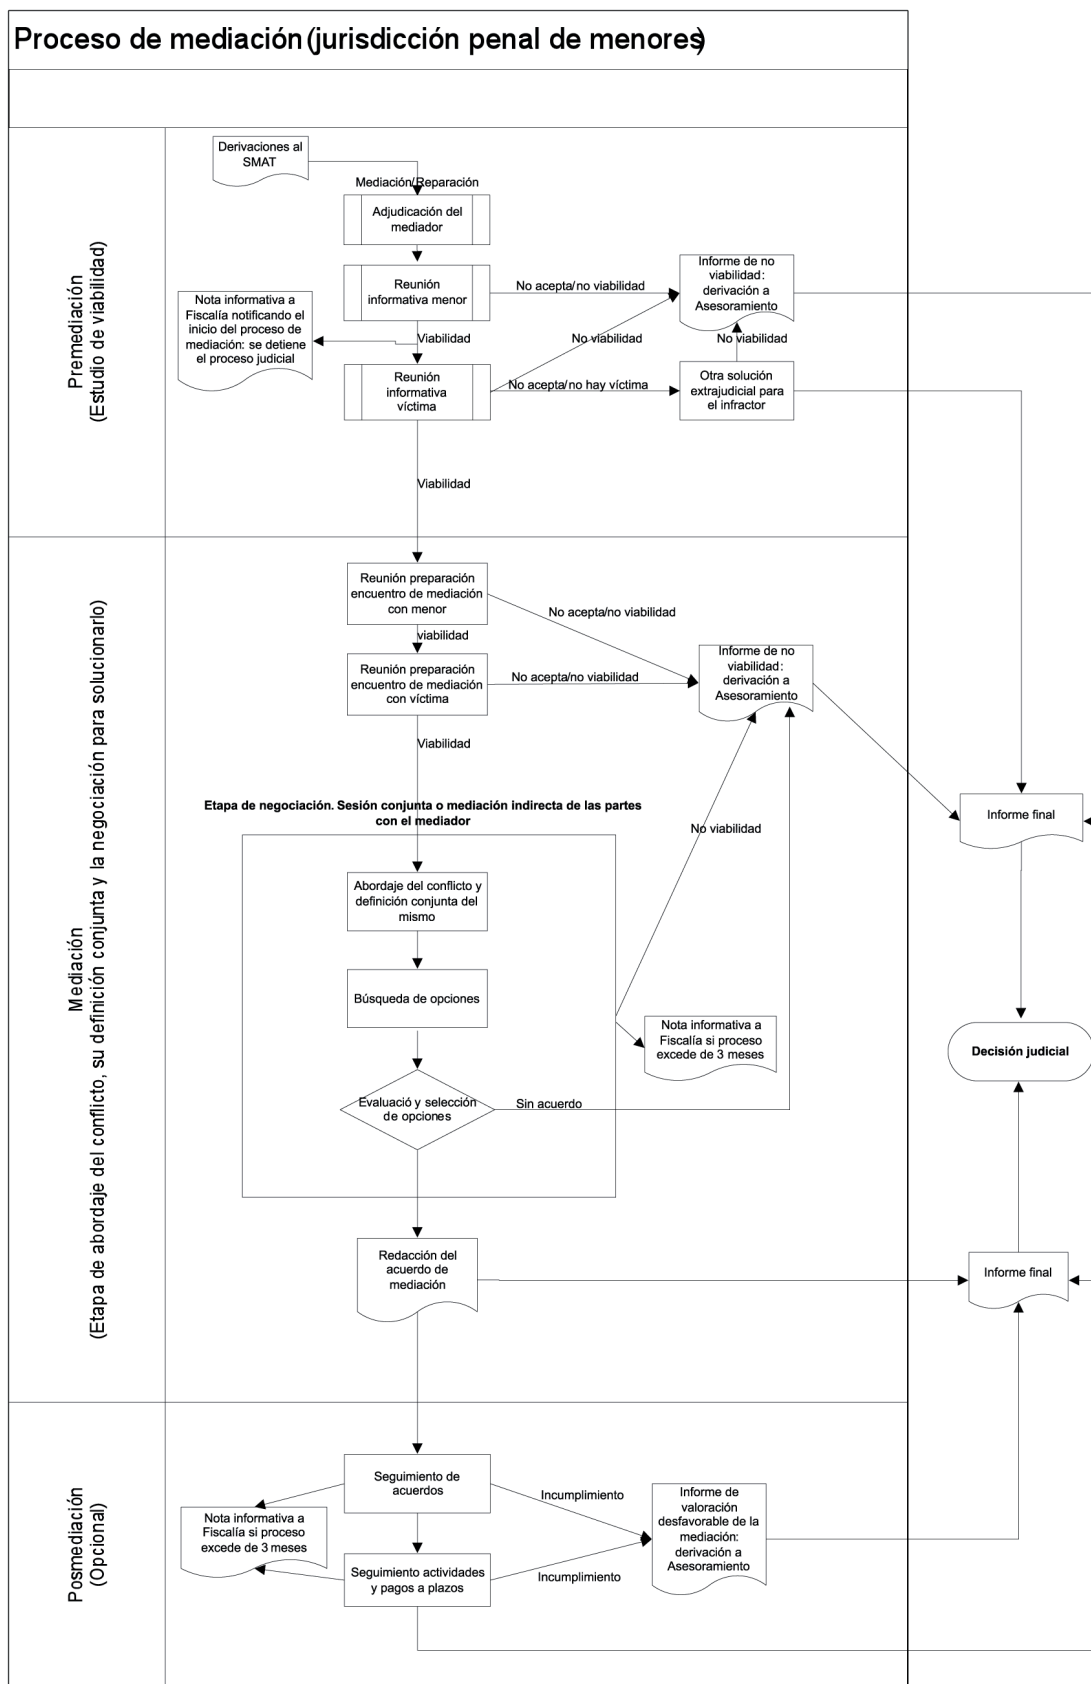 Proceso de mediación (jurisdicción penal de menores)
Premediación
(Estudio de viabilidad)
Derivaciones al
SMAT
Mediación/Reparación
Adjudicación del
mediador
Reunión
informativa menor
No acepta/no viabilidad
Informe de no
viabilidad:
derivación a
Asesoramiento
Nota informativa a
Fiscalía notificando el
inicio del proceso de
mediación: se detiene
el proceso judicial
Viabilidad
No viabilidad
No viabilidad
Reunión
informativa
víctima
No acepta/no hay víctima
Otra solución
extrajudicial para
el infractor
Viabilidad
Mediación
(Etapa de abordaje del conflicto, su definición conjunta y la negociación para solucionario)
Reunión preparación
encuentro de mediación
con menor
No acepta/no viabilidad
viabilidad
Reunión preparación
encuentro de mediación
con víctima
No acepta/no viabilidad
Informe de no
viabilidad:
derivación a
Asesoramiento
Viabilidad
Etapa de negociación. Sesión conjunta o mediación indirecta de las partes
con el mediador
No viabilidad
Informe final
Abordaje del conflicto y
definición conjunta del
mismo
Búsqueda de opciones
Nota informativa a
Fiscalía si proceso
excede de 3 meses
Decisión judicial
Evaluació y selección
de opciones
Sin acuerdo
Redacción del
acuerdo de
mediación
Informe final
Posmediación
(Opcional)
Seguimiento de
acuerdos
Incumplimiento
Nota informativa a
Fiscalía si proceso
excede de 3 meses
Informe de
valoración
desfavorable de la
mediación:
derivación a
Asesoramiento
Seguimiento actividades
y pagos a plazos
Incumplimiento